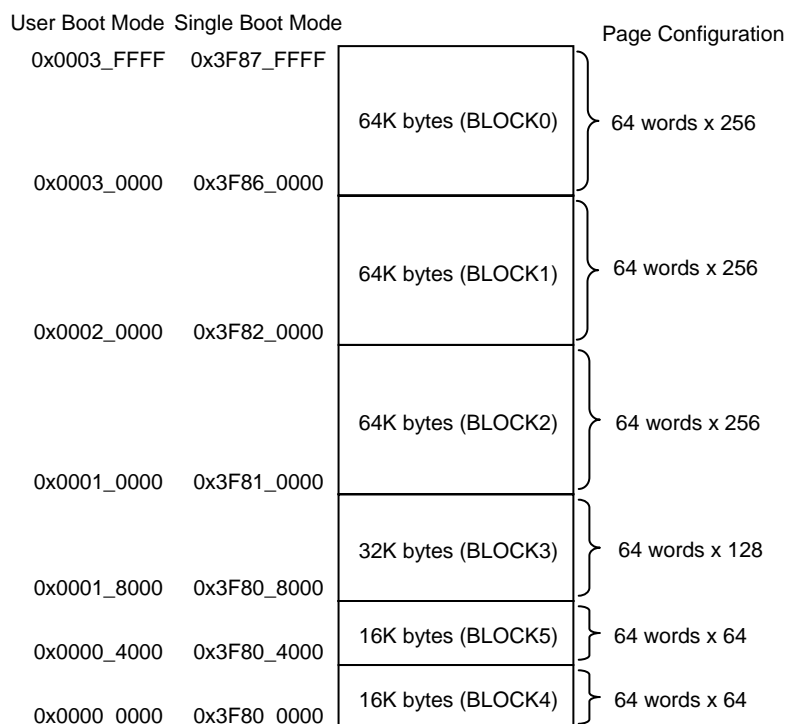 User Boot Mode Single Boot Mode
Page Configuration
0x0003_FFFF 0x3F87_FFFF
64K bytes (BLOCK0) 64 words x 256
0x0003_0000 0x3F86_0000
64K bytes (BLOCK1) 64 words x 256
0x0002_0000 0x3F82_0000
64K bytes (BLOCK2) 64 words x 256
0x0001_0000 0x3F81_0000
32K bytes (BLOCK3) 64 words x 128
0x0001_8000 0x3F80_8000
16K bytes (BLOCK5) 64 words x 64
0x0000_4000 0x3F80_4000
16K bytes (BLOCK4) 64 words x 64
0x0000_0000 0x3F80_0000